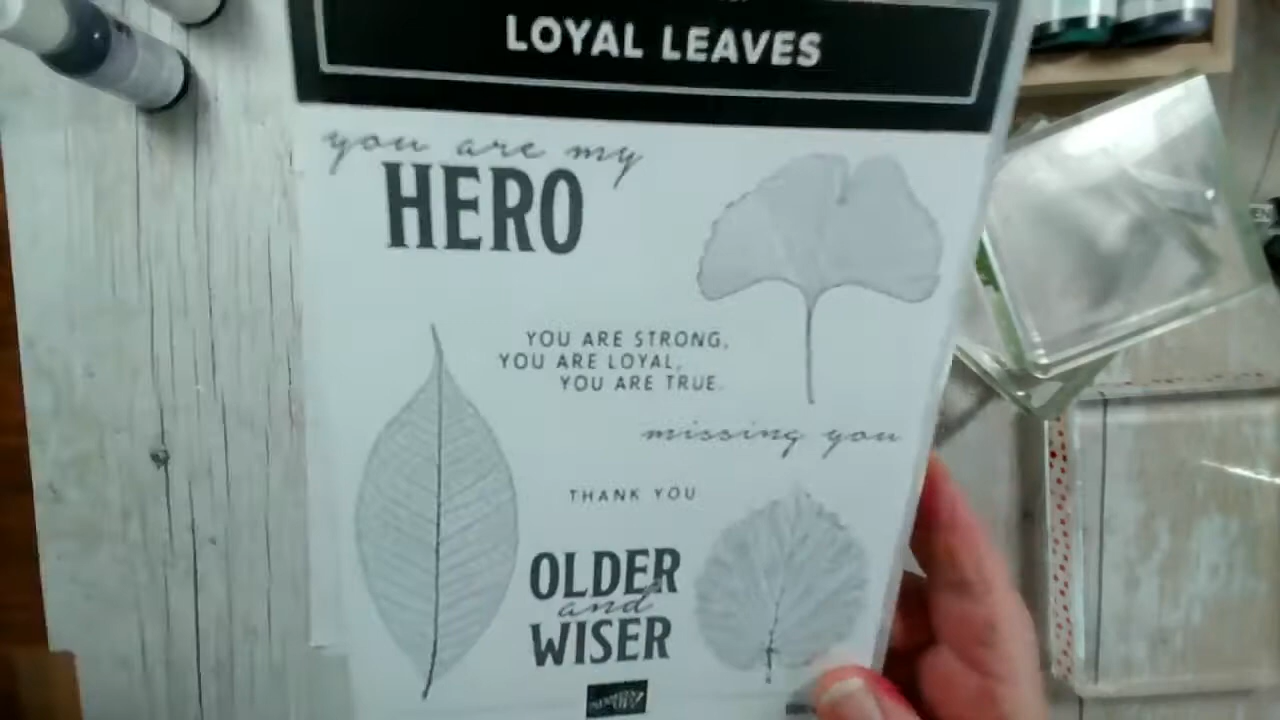 LOYAL LEAVES
you are my
HERO
YOU ARE STRONG,
YOU ARE LOYAL,
YOU ARE TRUE.
missing you
THANK YOU
OLDER
and
WISER